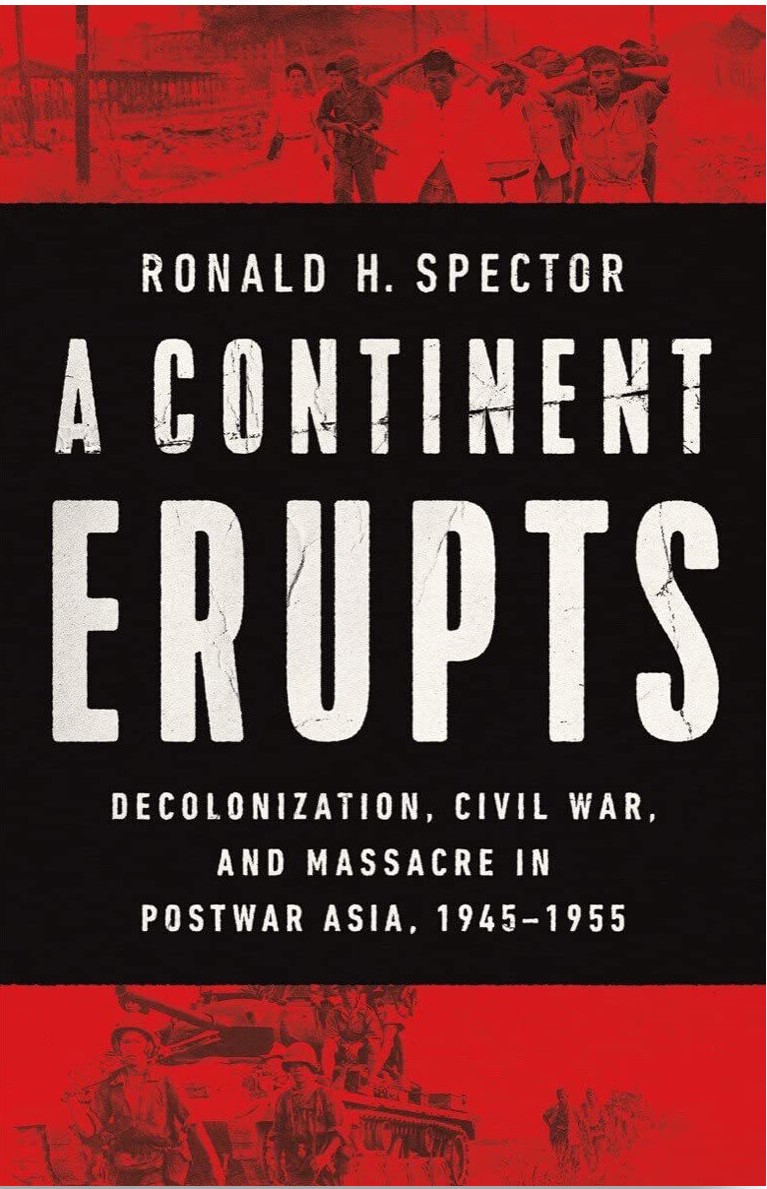 RONALD H. SPECTOR
A CONTINENT
ERUPTS
DECOLONIZATION, CIVIL WAR,
AND MASSACRE IN
POSTWAR ASIA, 1945–1955